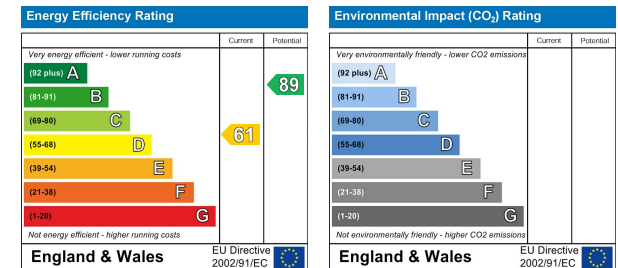 Energy Efficiency Rating
Current Potential
Very energy efficient - lower running costs
(92 plus) A
(81-91) B
(69-80) C
(55-68) D
(39-54) E
(21-38) F
(1-20) G
61
89
Not energy efficient - higher running costs
England & Wales
EU Directive
2002/91/EC
Environmental Impact (CO₂) Rating
Current Potential
Very environmentally friendly - lower CO2 emissions
(92 plus) A
(81-91) B
(69-80) C
(55-68) D
(39-54) E
(21-38) F
(1-20) G
Not environmentally friendly - higher CO2 emissions
England & Wales
EU Directive
2002/91/EC